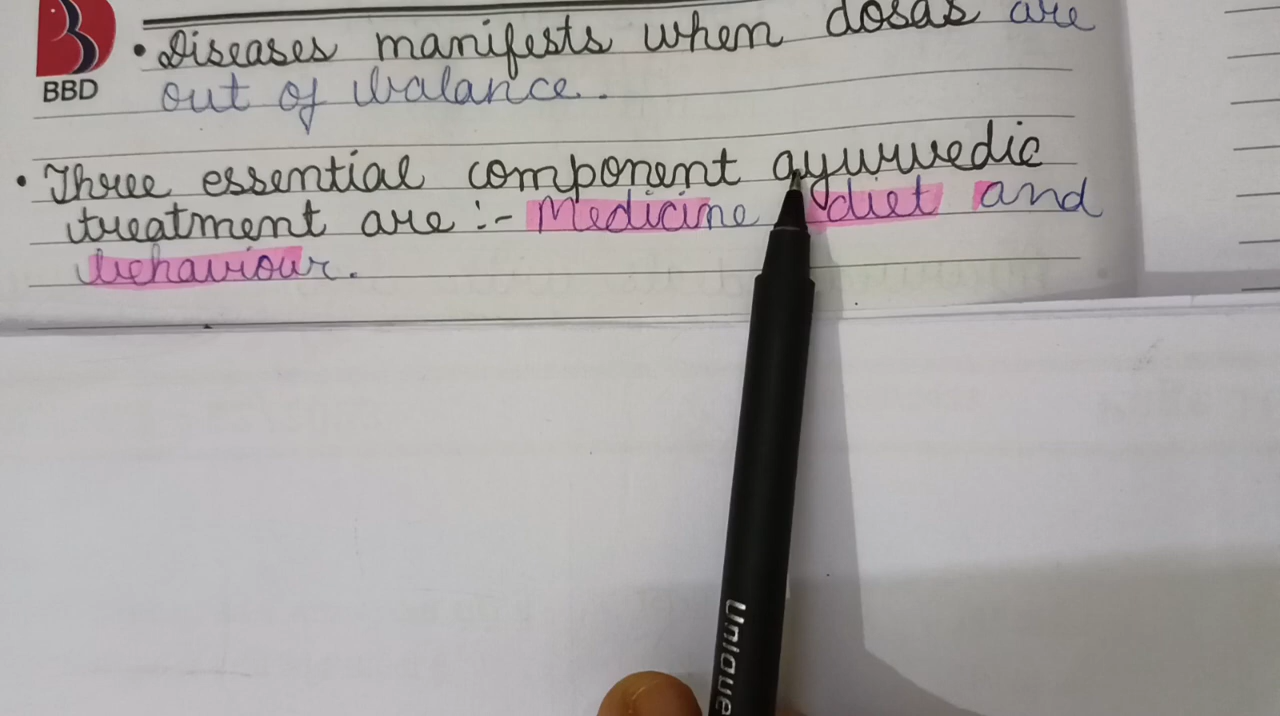 • Diseases manifests when dosas are
out of balance.
BBD
• Three essential component ayurvedic
treatment are :- Medicine diet and
behaviour.
Unique